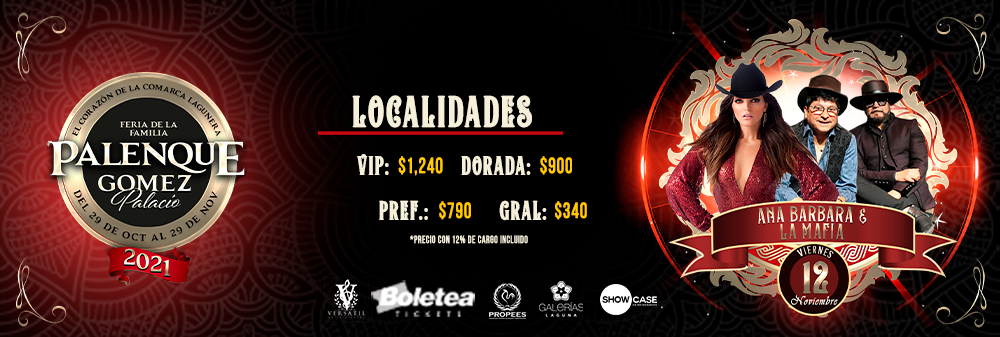 EL CORAZÓN DE LA COMARCA LAGUNERA
FERIA DE LA
FAMILIA
PALENQUE
GOMEZ
Palacio
DEL 29 DE OCT AL 29 DE NOV
2021
LOCALIDADES
VIP: $1,240 DORADA: $900
PREF.: $790 GRAL: $340
*PRECIO CON 12% DE CARGO INCLUIDO
VERSATIL
Boletea
TICKETS
PROPEES
GALERÍAS
LAGUNA
SHOWCASE
ANA BARBARA &
LA MAFIA
VIERNES
12
Noviembre